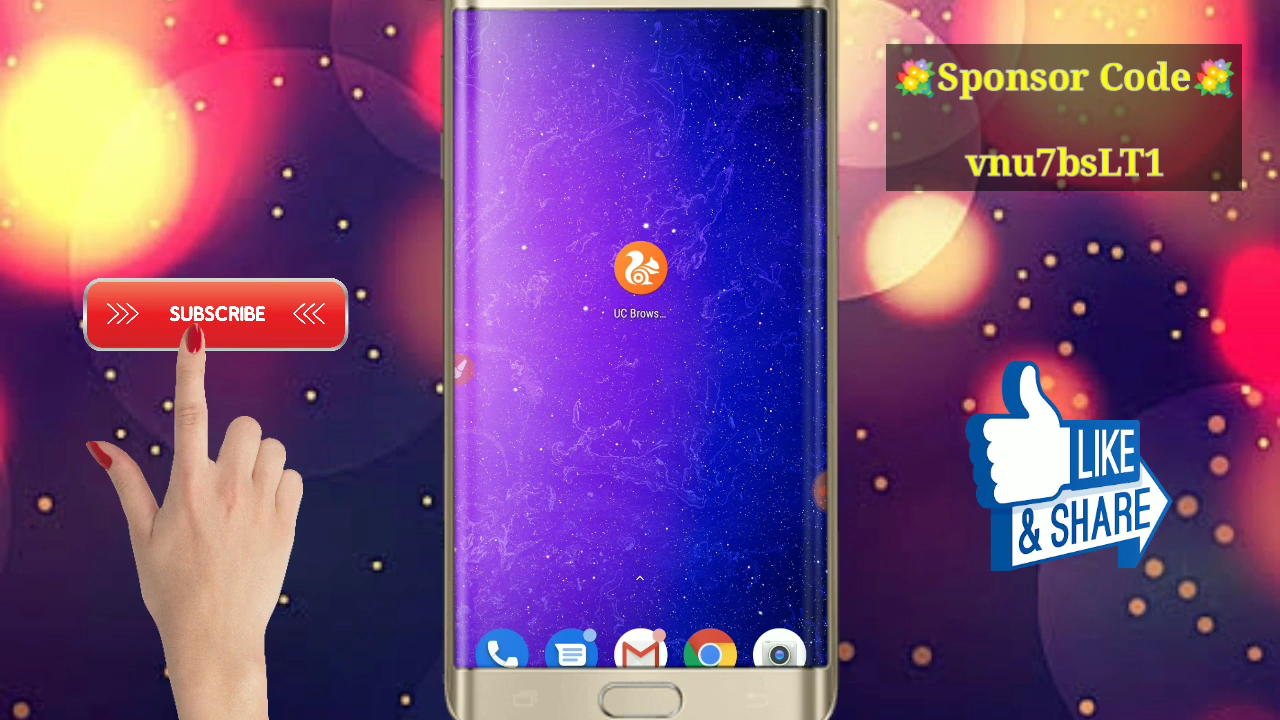 💐Sponsor Code💐
vnu7bsLT1
>>> SUBSCRIBE <<<
UC Brows...
LIKE
& SHARE